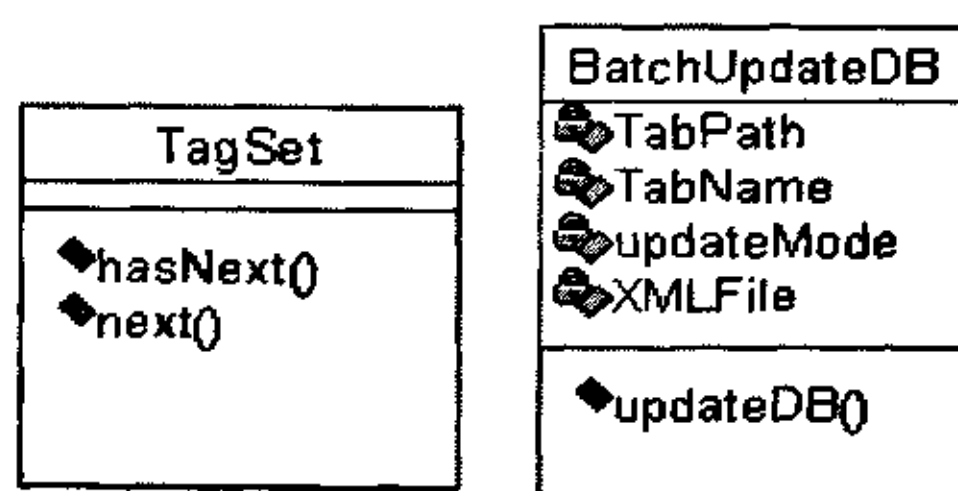 TagSet
hasNext()
next()
BatchUpdateDB
TabPath
TabName
updateMode
XMLFile
updateDB()